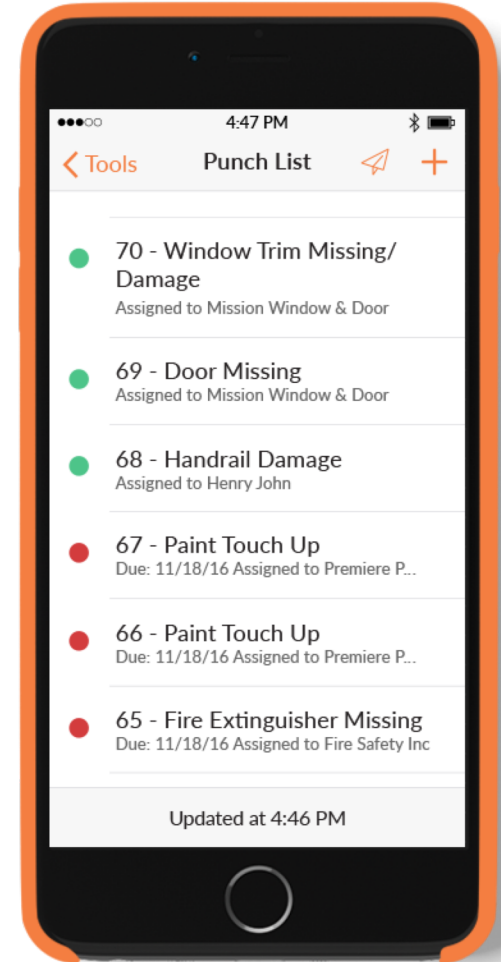 4:47 PM
Tools
Punch List
70 - Window Trim Missing/
Damage
Assigned to Mission Window & Door
69 - Door Missing
Assigned to Mission Window & Door
68 - Handrail Damage
Assigned to Henry John
67 - Paint Touch Up
Due: 11/18/16 Assigned to Premiere P...
66 - Paint Touch Up
Due: 11/18/16 Assigned to Premiere P...
65 - Fire Extinguisher Missing
Due: 11/18/16 Assigned to Fire Safety Inc
Updated at 4:46 PM